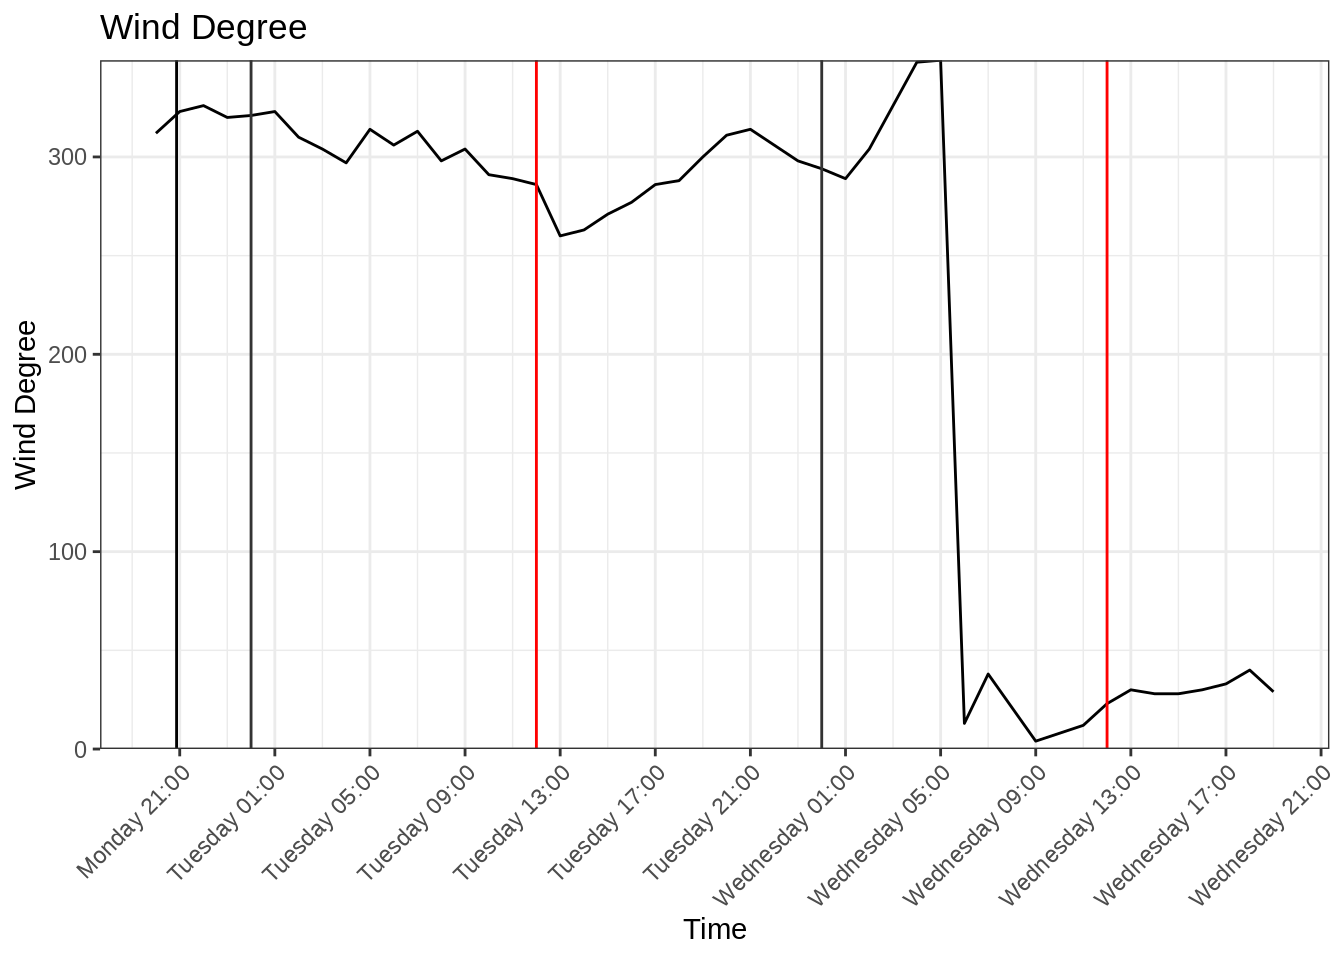 Wind Degree
Wind Degree
300
200
100
0
Monday 21:00
Tuesday 01:00
Tuesday 05:00
Tuesday 09:00
Tuesday 13:00
Tuesday 17:00
Tuesday 21:00
Wednesday 01:00
Wednesday 05:00
Wednesday 09:00
Wednesday 13:00
Wednesday 17:00
Wednesday 21:00
Time